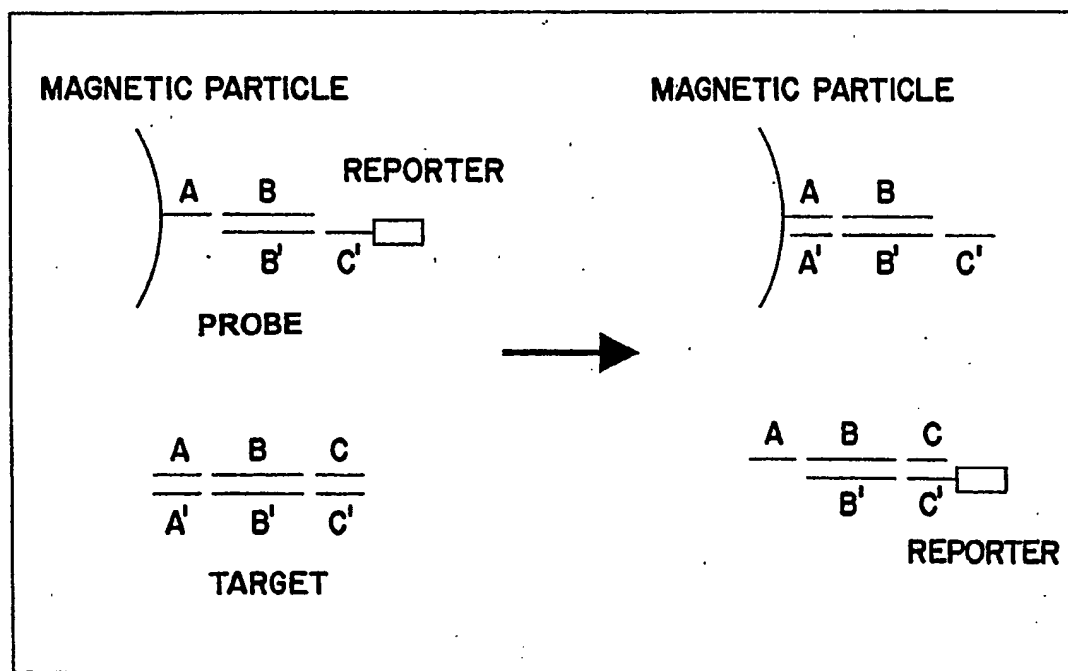 MAGNETIC PARTICLE
A B REPORTER
B' C'
PROBE
A B C
A' B' C'
TARGET
MAGNETIC PARTICLE
A B
A' B' C'
A B C
B' C'
REPORTER